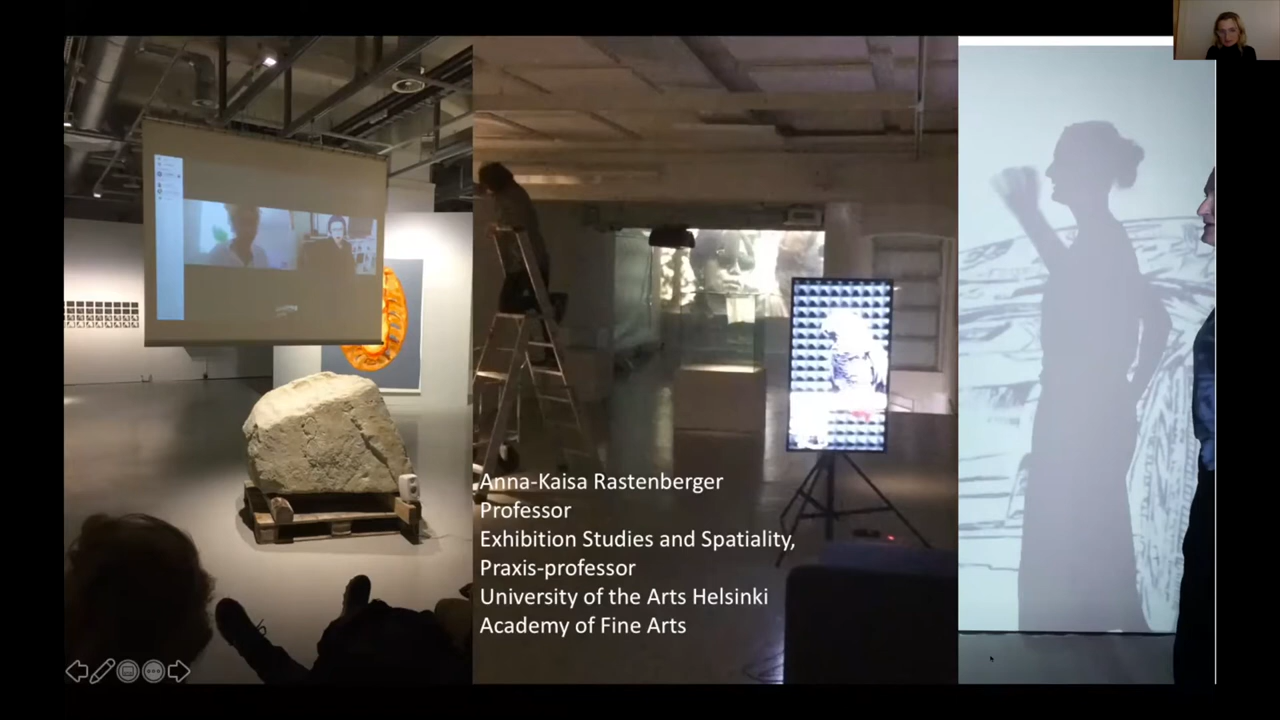 Anna-Kaisa Rastenberger
Professor
Exhibition Studies and Spatiality,
Praxis-professor
University of the Arts Helsinki
Academy of Fine Arts